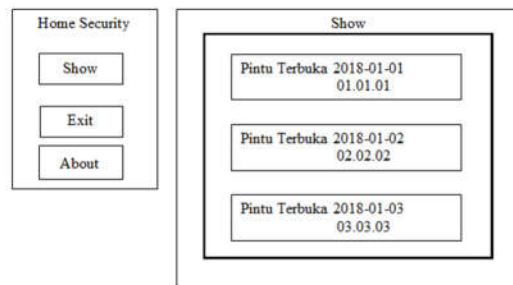 Home Security
Show
Exit
About
Show
Pintu Terbuka 2018-01-01
01.01.01
Pintu Terbuka 2018-01-02
02.02.02
Pintu Terbuka 2018-01-03
03.03.03